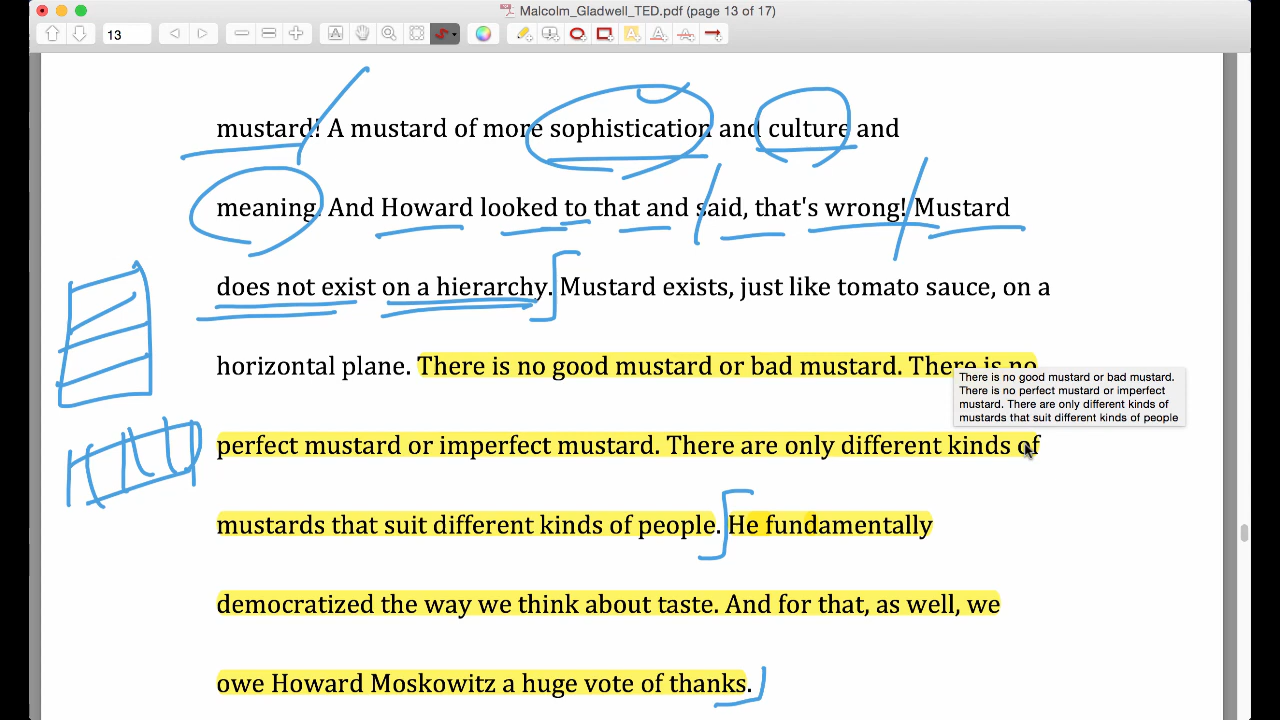 Malcolm_Gladwell_TED.pdf (page 13 of 17)
13
mustard! A mustard of more sophistication and culture and
meaning. And Howard looked to that and said, that's wrong! Mustard
does not exist on a hierarchy. Mustard exists, just like tomato sauce, on a
horizontal plane. There is no good mustard or bad mustard. There is no
There is no good mustard or bad mustard.
There is no perfect mustard or imperfect
mustard. There are only different kinds of
mustards that suit different kinds of people
perfect mustard or imperfect mustard. There are only different kinds of
mustards that suit different kinds of people. He fundamentally
democratized the way we think about taste. And for that, as well, we
owe Howard Moskowitz a huge vote of thanks.